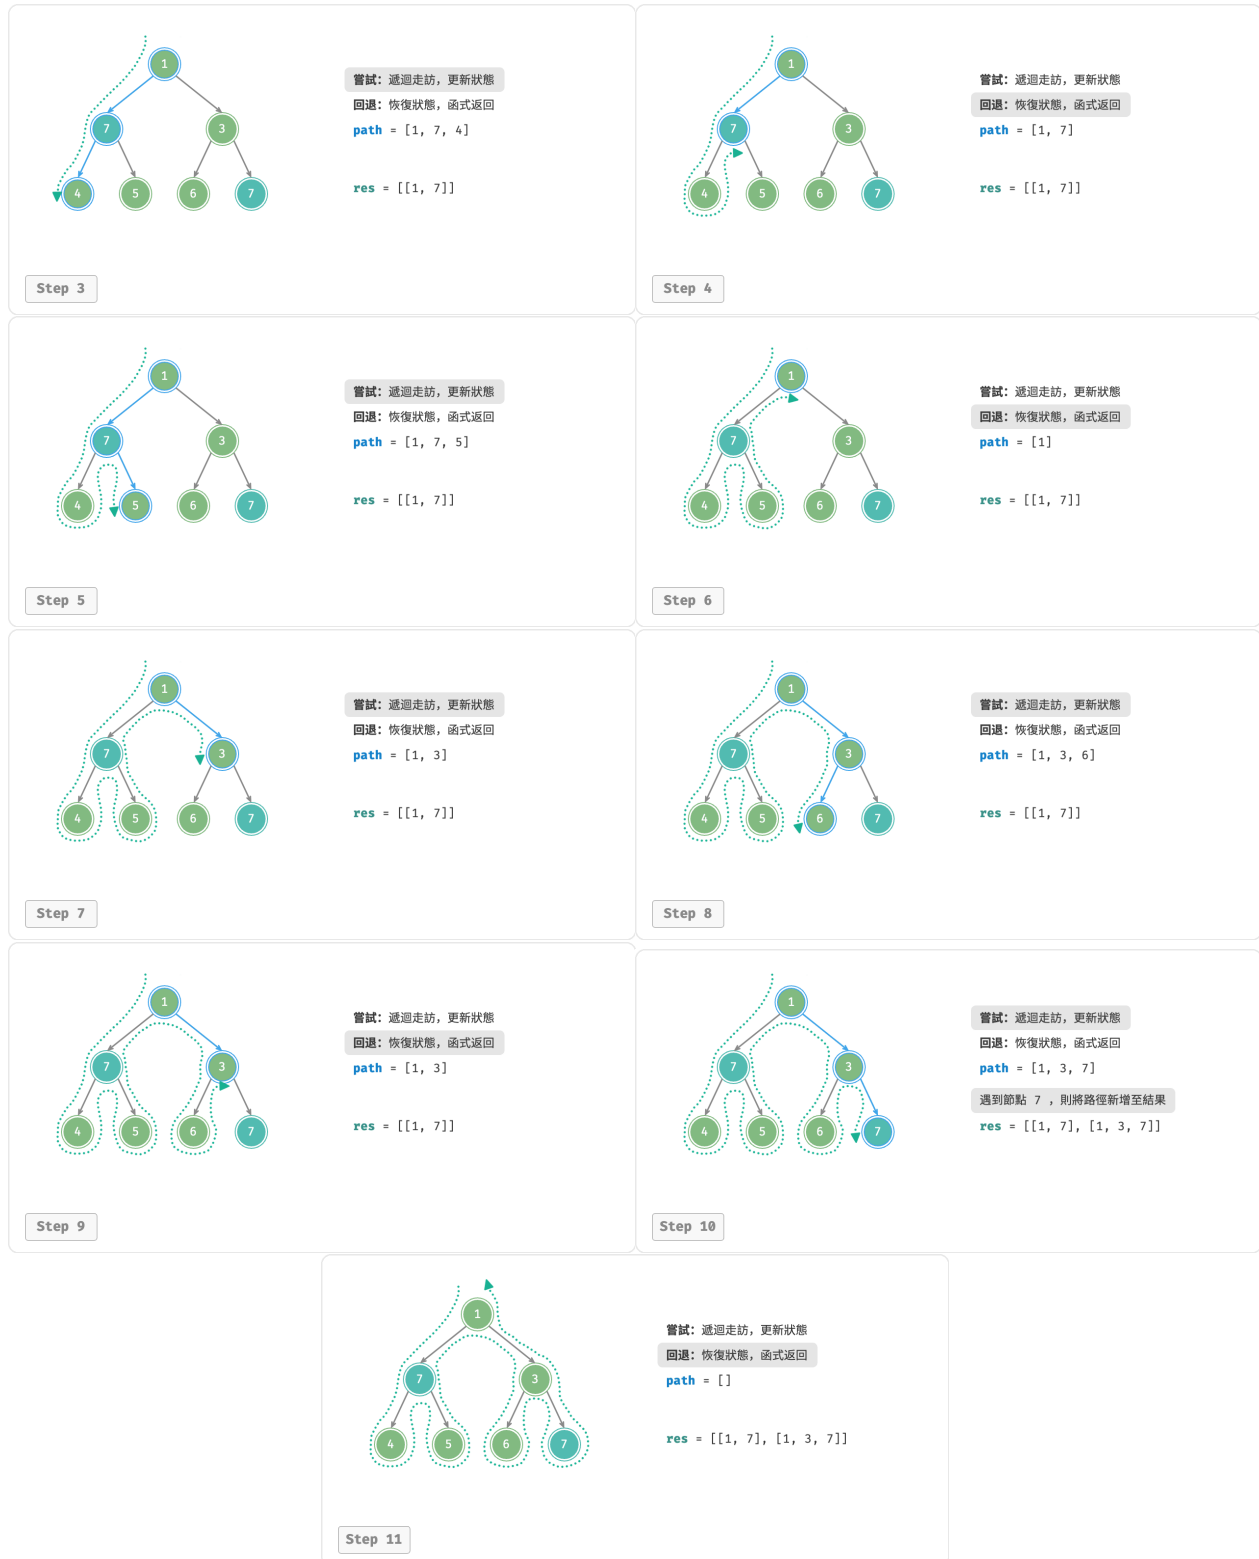 1
嘗試：遞迴走訪，更新狀態
回退：恢復狀態，函式返回
7 3
path = [1, 7, 4]
4 5 6 7
res = [[1, 7]]
Step 3
1
嘗試：遞迴走訪，更新狀態
回退：恢復狀態，函式返回
7 3
path = [1, 7]
4 5 6 7
res = [[1, 7]]
Step 4
1
嘗試：遞迴走訪，更新狀態
回退：恢復狀態，函式返回
7 3
path = [1, 7, 5]
4 5 6 7
res = [[1, 7]]
Step 5
1
嘗試：遞迴走訪，更新狀態
回退：恢復狀態，函式返回
7 3
path = [1]
4 5 6 7
res = [[1, 7]]
Step 6
1
嘗試：遞迴走訪，更新狀態
回退：恢復狀態，函式返回
7 3
path = [1, 3]
4 5 6 7
res = [[1, 7]]
Step 7
1
嘗試：遞迴走訪，更新狀態
回退：恢復狀態，函式返回
7 3
path = [1, 3, 6]
4 5 6 7
res = [[1, 7]]
Step 8
1
嘗試：遞迴走訪，更新狀態
回退：恢復狀態，函式返回
7 3
path = [1, 3]
4 5 6 7
res = [[1, 7]]
Step 9
1
嘗試：遞迴走訪，更新狀態
回退：恢復狀態，函式返回
7 3
path = [1, 3, 7]
遇到節點 7 ，則將路徑新增至結果
4 5 6 7
res = [[1, 7], [1, 3, 7]]
Step 10
1
嘗試：遞迴走訪，更新狀態
回退：恢復狀態，函式返回
7 3
path = []
4 5 6 7
res = [[1, 7], [1, 3, 7]]
Step 11